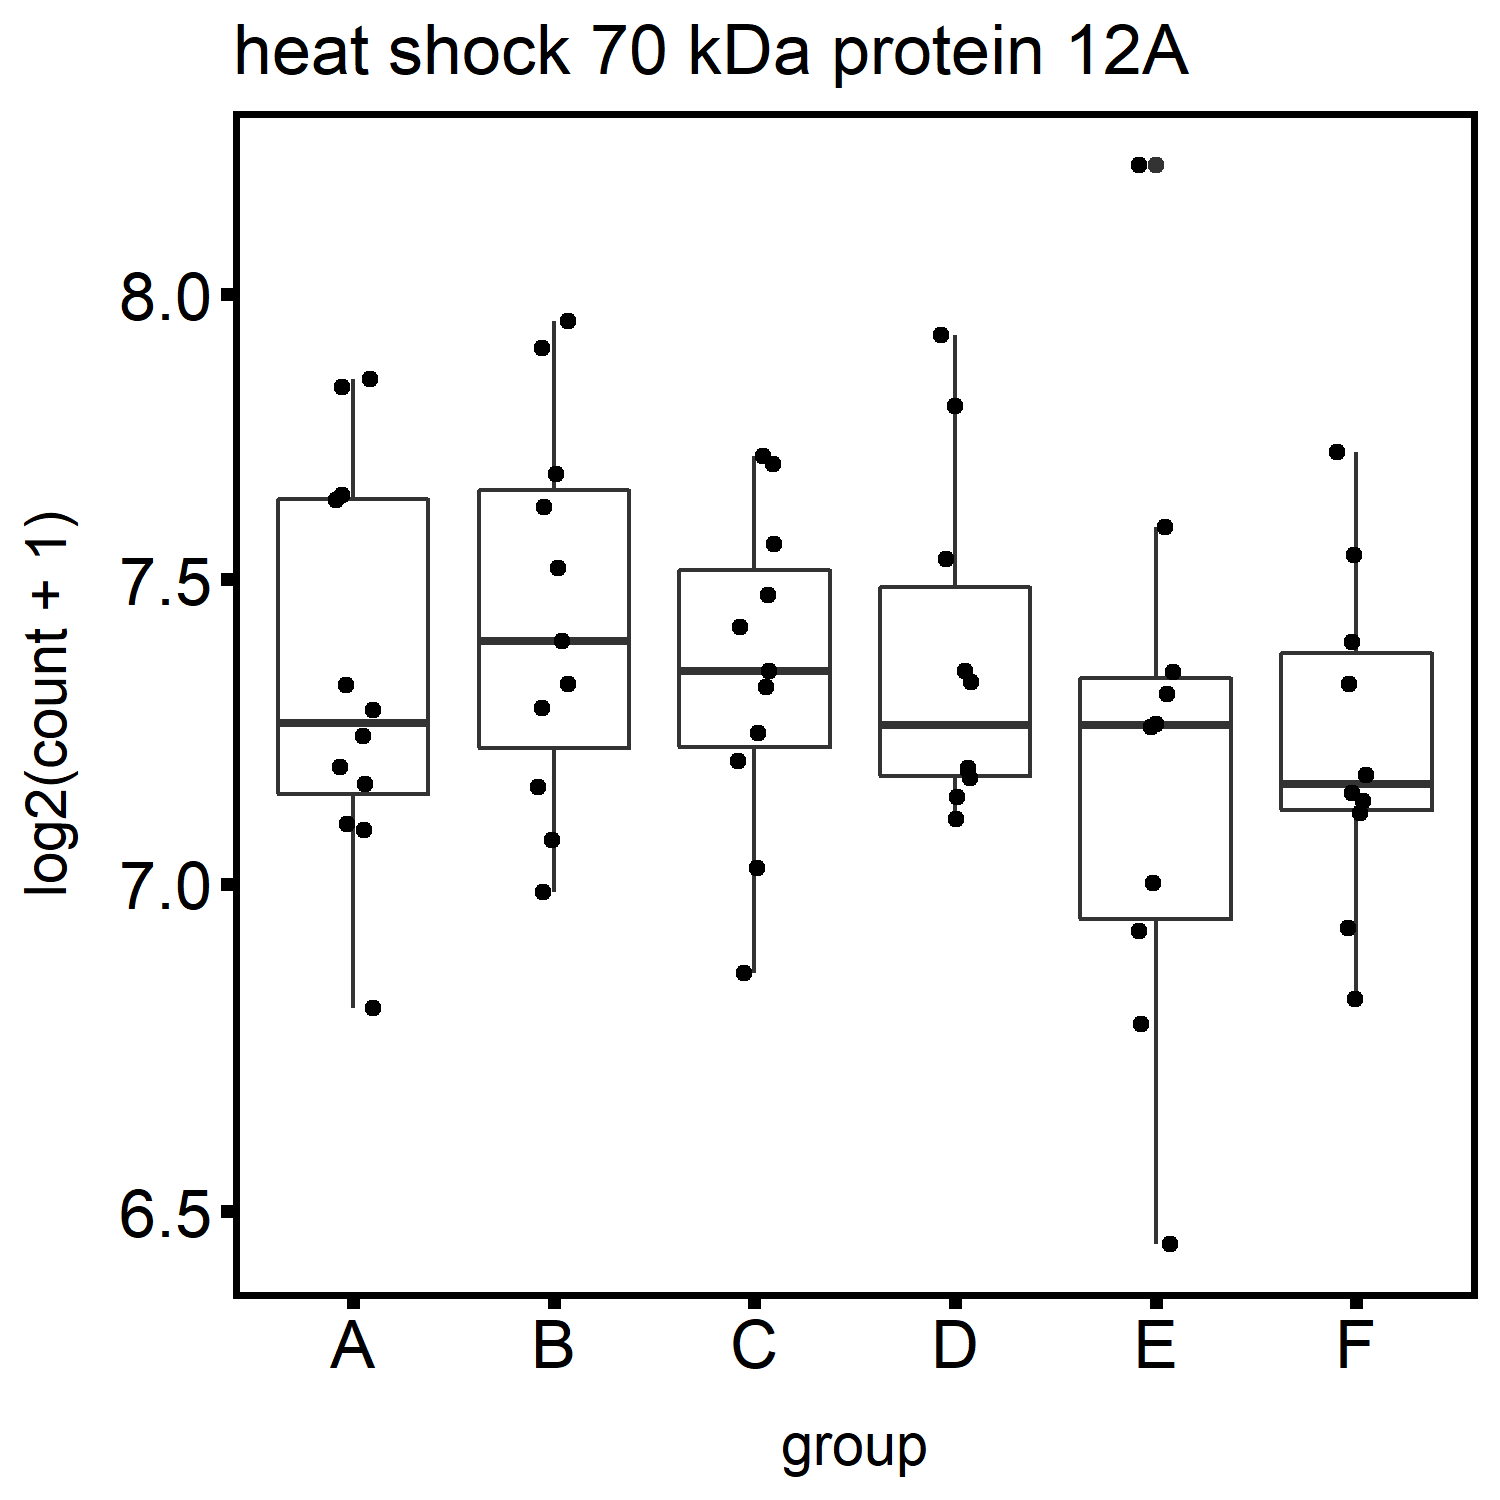 heat shock 70 kDa protein 12A
log2(count + 1)
8.0
7.5
7.0
6.5
A B C D E F
group